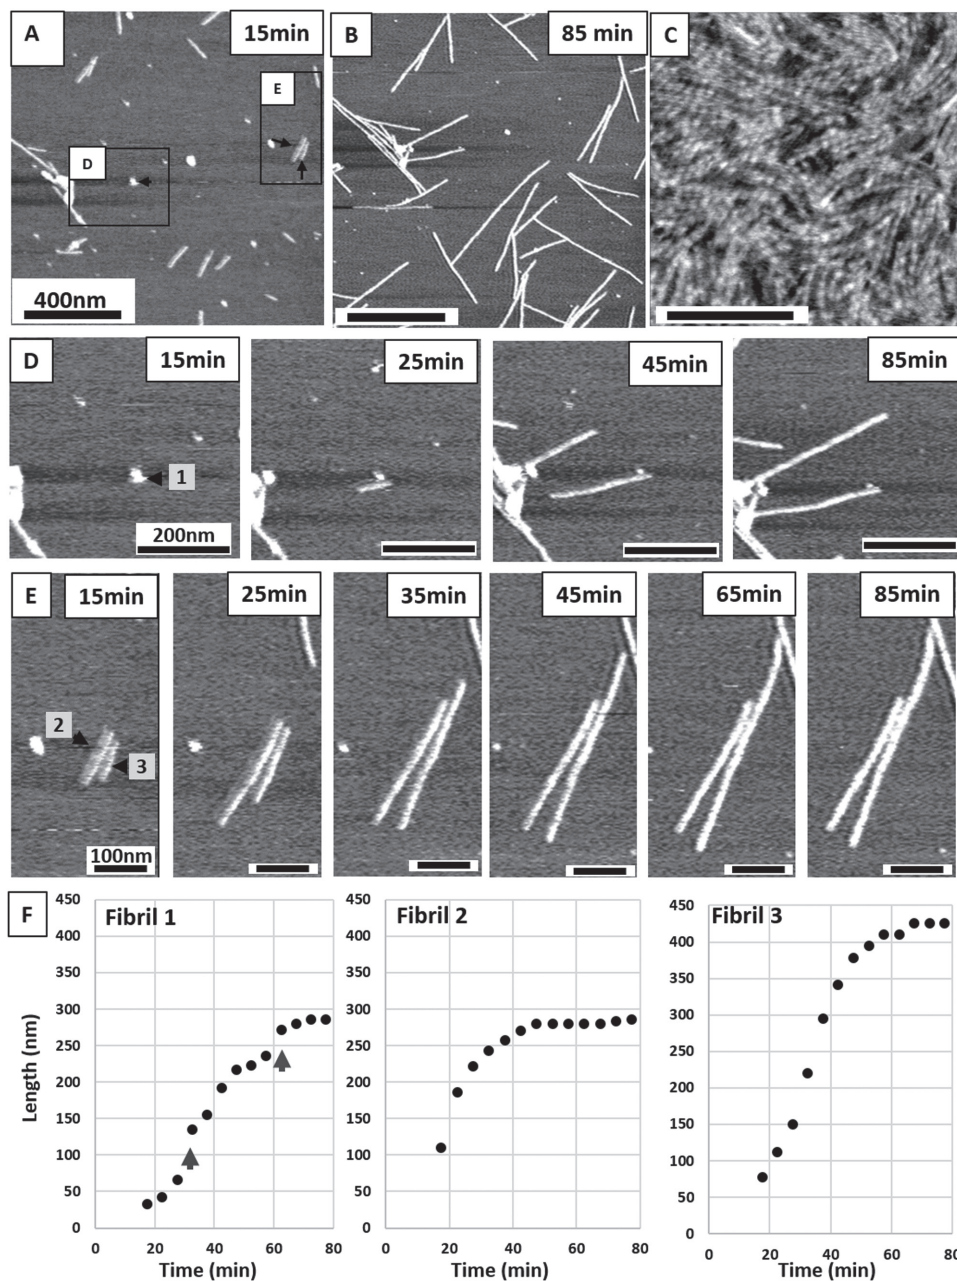 A 15min
B 85 min
C
E
D
400nm
D 15min
25min
45min
85min
1
200nm
E 15min
25min
35min
45min
65min
85min
2
3
100nm
F
Fibril 1
Fibril 2
Fibril 3
450
400
350
300
250
200
150
100
50
0
450
400
350
300
250
200
150
100
50
0
450
400
350
300
250
200
150
100
50
0
Length (nm)
0 20 40 60 80
0 20 40 60 80
0 20 40 60 80
Time (min)
Time (min)
Time (min)